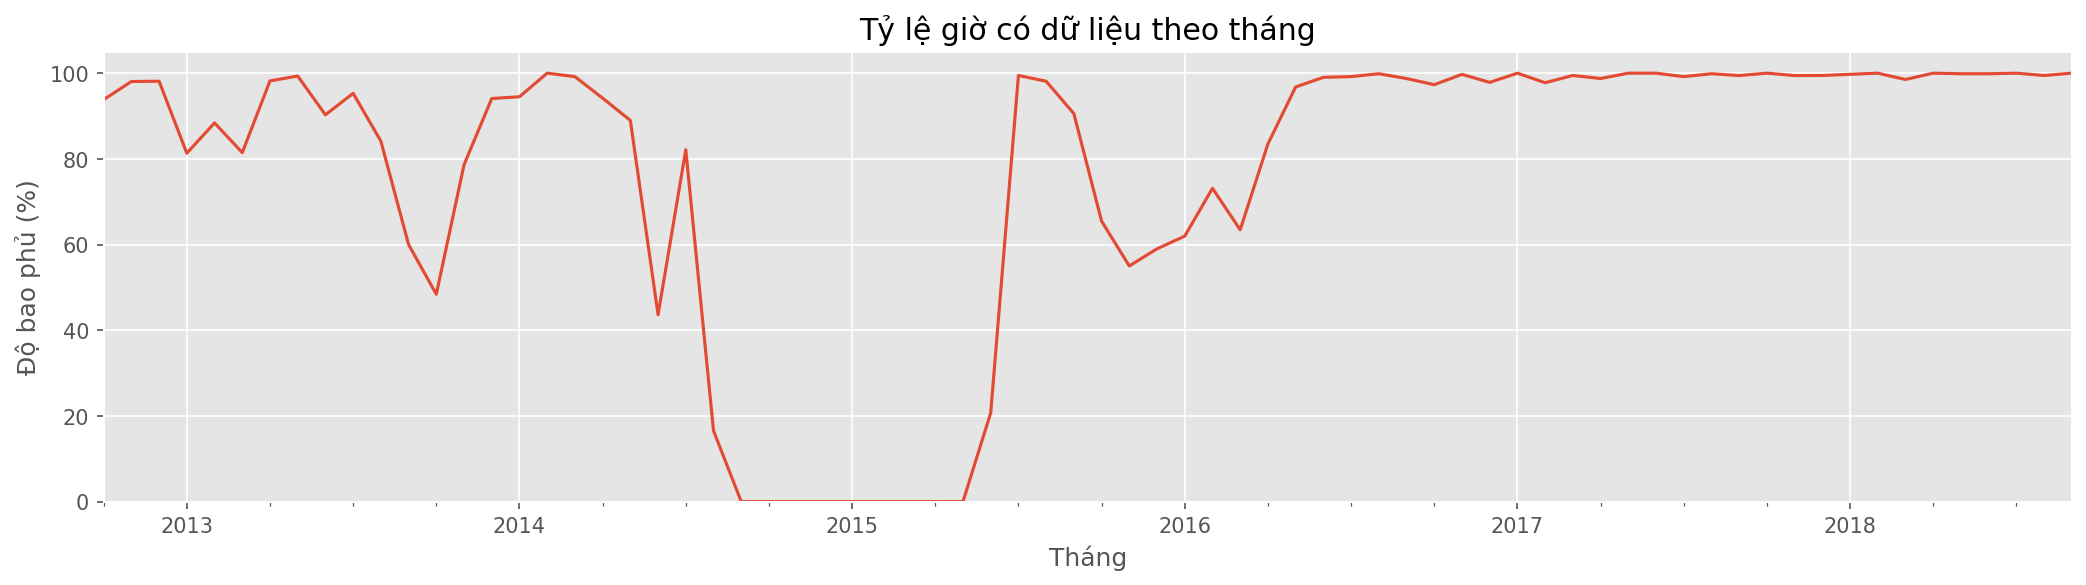 Tỷ lệ giờ có dữ liệu theo tháng
Độ bao phủ (%)
100
80
60
40
20
0
2013 2014 2015 2016 2017 2018
Tháng